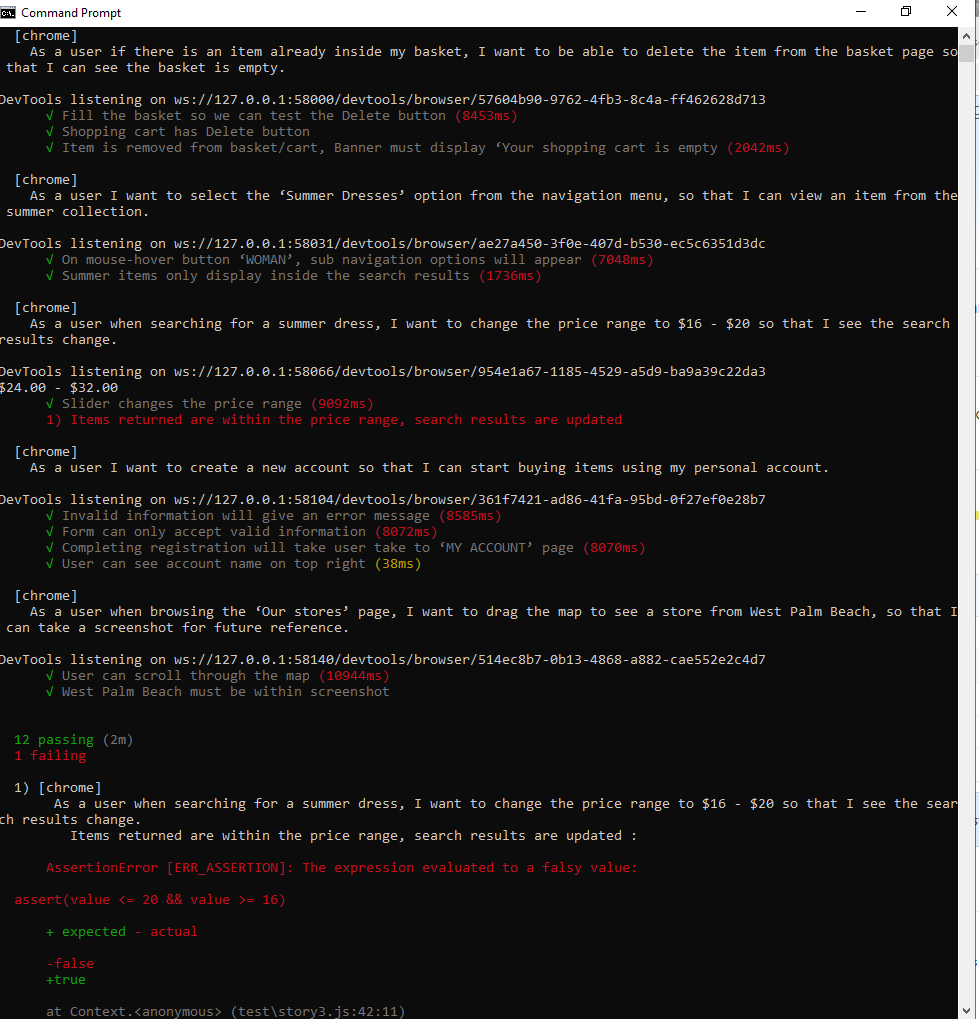 Command Prompt
[chrome]
As a user if there is an item already inside my basket, I want to be able to delete the item from the basket page so
that I can see the basket is empty.
DevTools listening on ws://127.0.0.1:58000/devtools/browser/57604b90-9762-4fb3-8c4a-ff462628d713
√ Fill the basket so we can test the Delete button (8453ms)
√ Shopping cart has Delete button
√ Item is removed from basket/cart, Banner must display ‘Your shopping cart is empty (2042ms)
[chrome]
As a user I want to select the ‘Summer Dresses’ option from the navigation menu, so that I can view an item from the
summer collection.
DevTools listening on ws://127.0.0.1:58031/devtools/browser/ae27a450-3f0e-407d-b530-ec5c6351d3dc
√ On mouse-hover button ‘WOMAN’, sub navigation options will appear (7048ms)
√ Summer items only display inside the search results (1736ms)
[chrome]
As a user when searching for a summer dress, I want to change the price range to $16 - $20 so that I see the search
results change.
DevTools listening on ws://127.0.0.1:58066/devtools/browser/954e1a67-1185-4529-a5d9-ba9a39c22da3
$24.00 - $32.00
√ Slider changes the price range (9092ms)
1) Items returned are within the price range, search results are updated
[chrome]
As a user I want to create a new account so that I can start buying items using my personal account.
DevTools listening on ws://127.0.0.1:58104/devtools/browser/361f7421-ad86-41fa-95bd-0f27ef0e28b7
√ Invalid information will give an error message (8585ms)
√ Form can only accept valid information (8072ms)
√ Completing registration will take user take to ‘MY ACCOUNT’ page (8070ms)
√ User can see account name on top right (38ms)
[chrome]
As a user when browsing the ‘Our stores’ page, I want to drag the map to see a store from West Palm Beach, so that I
can take a screenshot for future reference.
DevTools listening on ws://127.0.0.1:58140/devtools/browser/514ec8b7-0b13-4868-a882-cae552e2c4d7
√ User can scroll through the map (10944ms)
√ West Palm Beach must be within screenshot
12 passing (2m)
1 failing
1) [chrome]
As a user when searching for a summer dress, I want to change the price range to $16 - $20 so that I see the sear
ch results change.
Items returned are within the price range, search results are updated :
AssertionError [ERR_ASSERTION]: The expression evaluated to a falsy value:
assert(value <= 20 && value >= 16)
+ expected - actual
-false
+true
at Context.<anonymous> (test\story3.js:42:11)